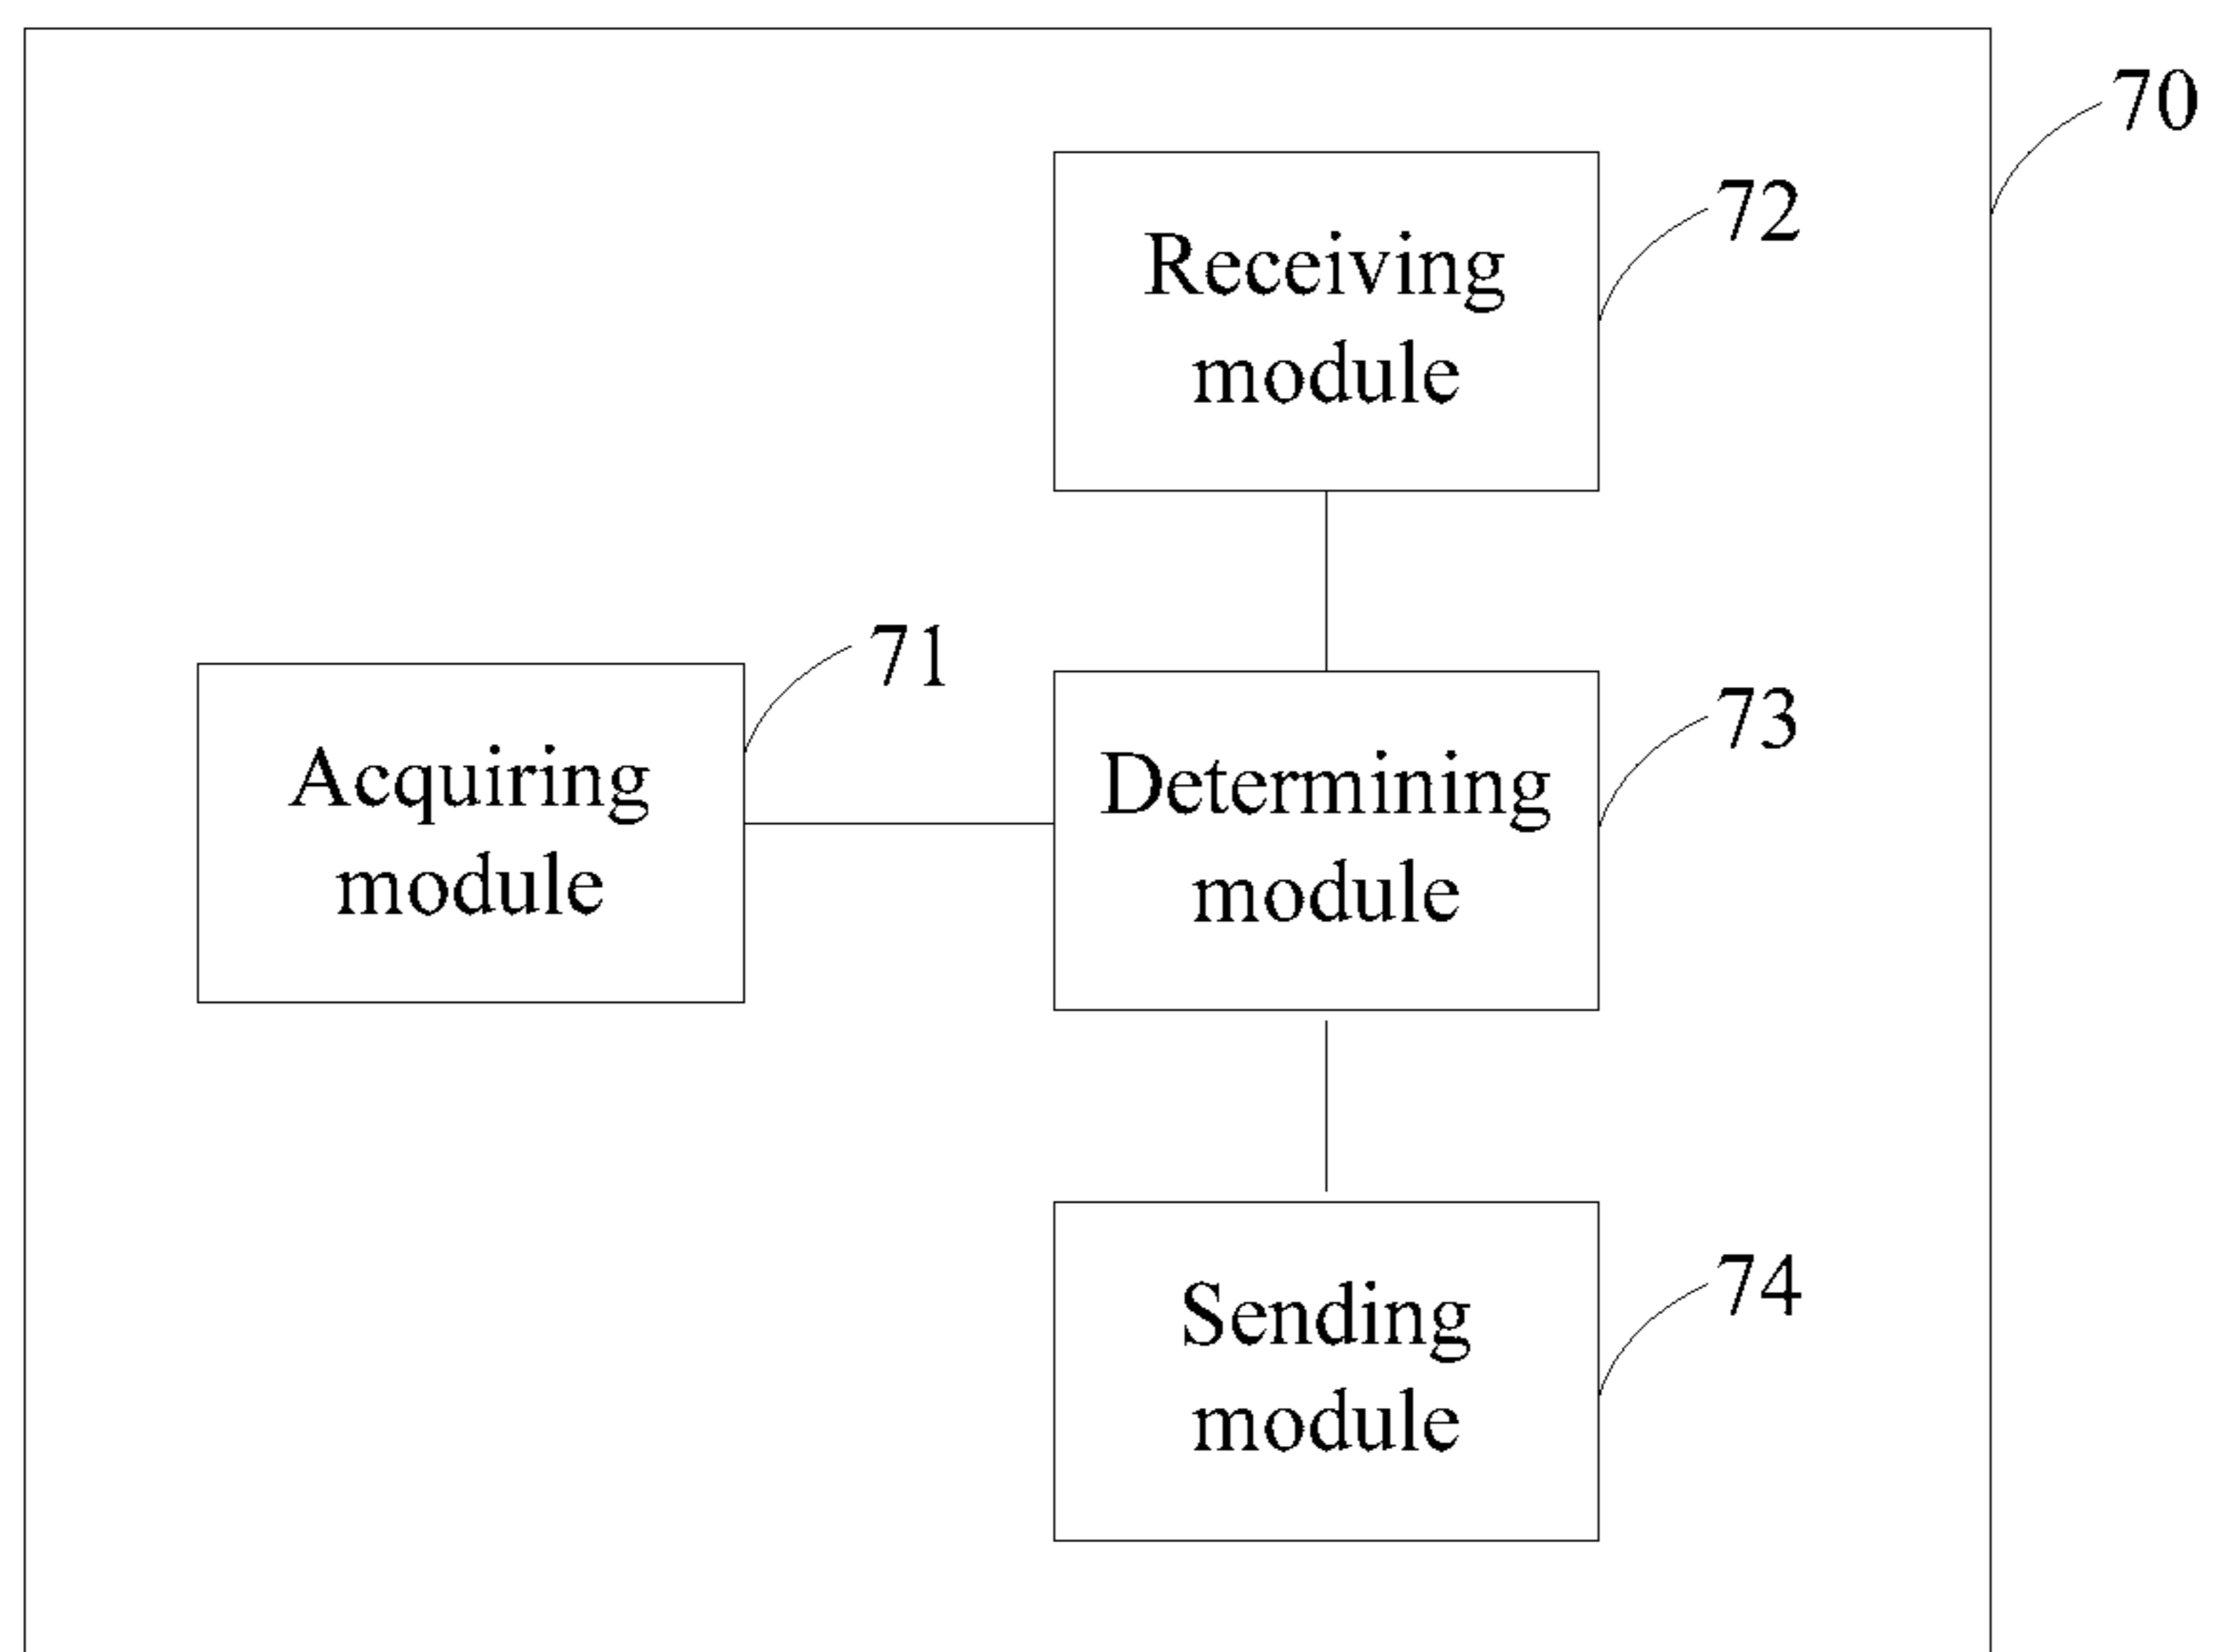 70
72
Receiving
module
71
73
Acquiring
module
Determining
module
74
Sending
module